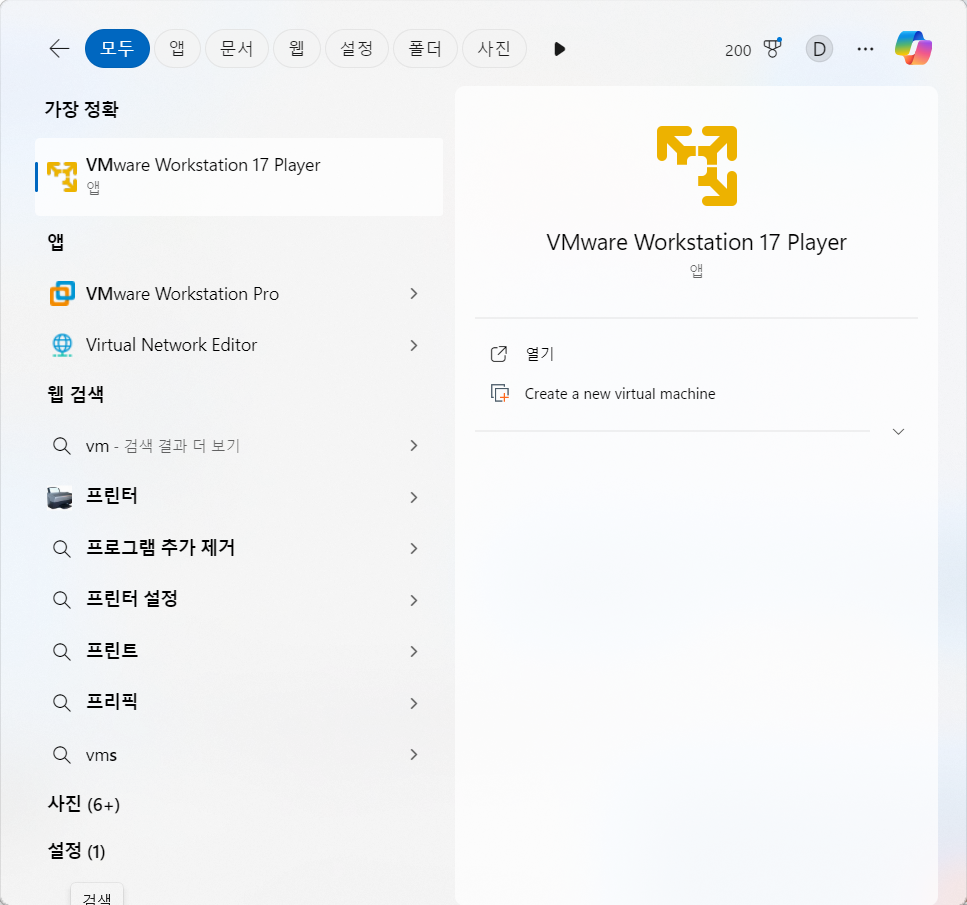 모두 앱 문서 웹 설정 폴더 사진 200 D
가장 정확
VMware Workstation 17 Player
앱
앱
VMware Workstation Pro
Virtual Network Editor
웹 검색
vm - 검색 결과 더 보기
프린터
프로그램 추가 제거
프린터 설정
프린트
프리픽
vms
사진 (6+)
설정 (1)
검색
VMware Workstation 17 Player
앱
열기
Create a new virtual machine